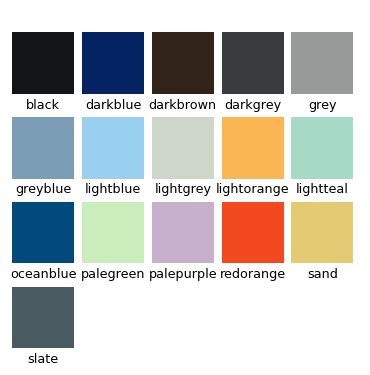 black darkblue darkbrown darkgrey grey
greyblue lightblue lightgrey lightorange lightteal
oceanblue palegreen palepurple redorange sand
slate